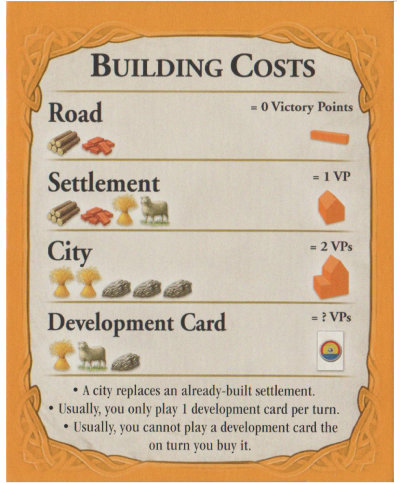 BUILDING COSTS
Road
= 0 Victory Points
Settlement
= 1 VP
City
= 2 VPs
Development Card
= ? VPs
• A city replaces an already-built settlement.
• Usually, you only play 1 development card per turn.
• Usually, you cannot play a development card the
on turn you buy it.